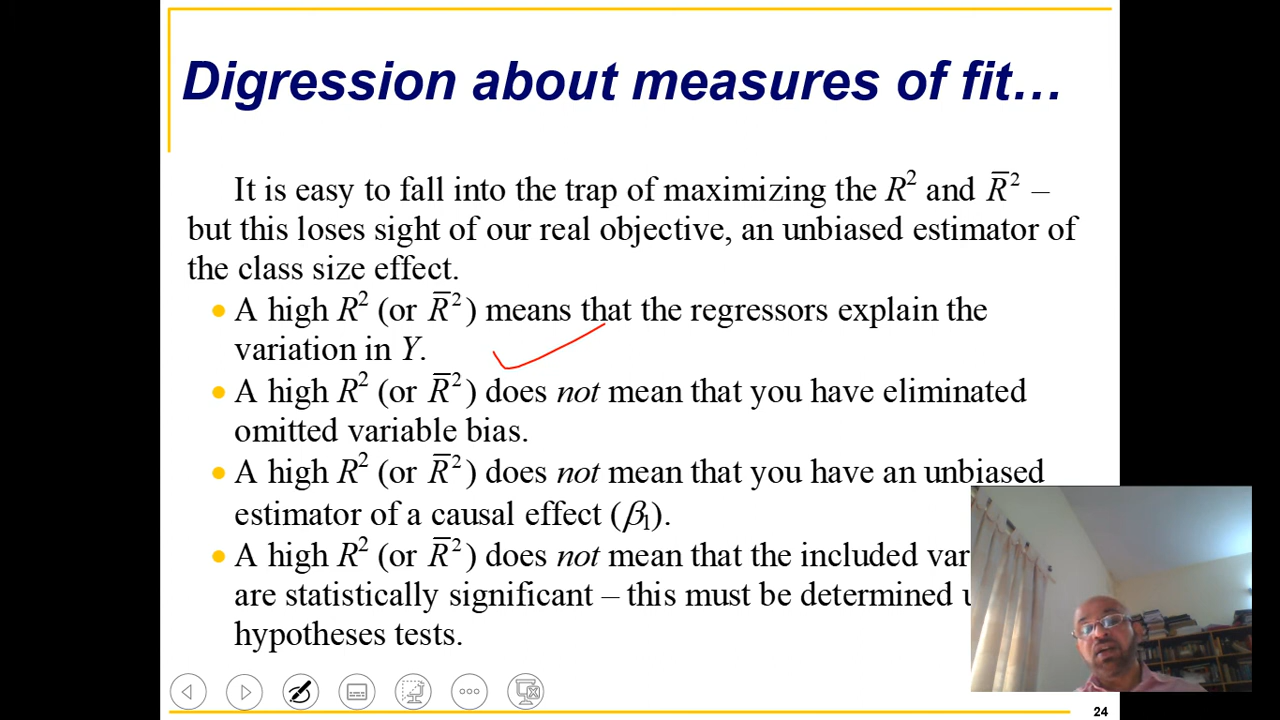 Digression about measures of fit…
It is easy to fall into the trap of maximizing the R² and R̅² –
but this loses sight of our real objective, an unbiased estimator of
the class size effect.
• A high R² (or R̅²) means that the regressors explain the
variation in Y.
• A high R² (or R̅²) does not mean that you have eliminated
omitted variable bias.
• A high R² (or R̅²) does not mean that you have an unbiased
estimator of a causal effect (β₁).
• A high R² (or R̅²) does not mean that the included
are statistically significant – this must be determined
hypotheses tests.
24